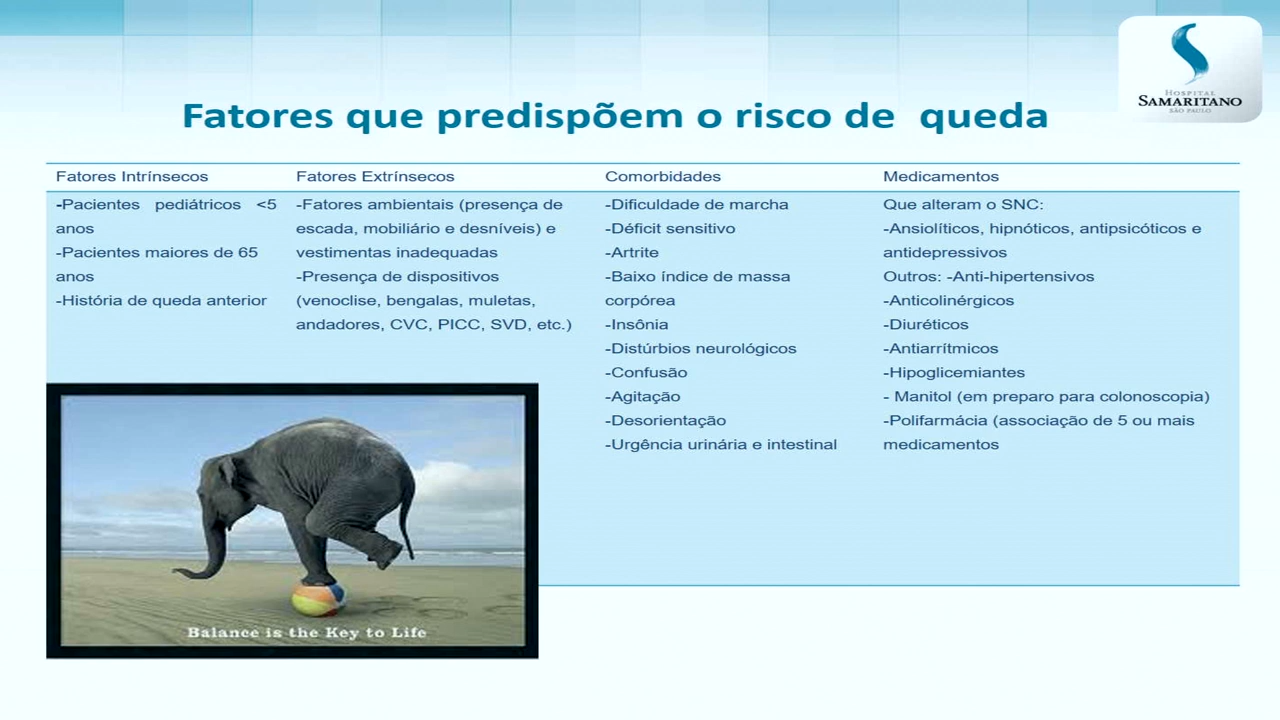 HOSPITAL
SAMARITANO
SÃO PAULO
Fatores que predispõem o risco de queda
Fatores Intrínsecos
-Pacientes pediátricos <5
anos
-Pacientes maiores de 65
anos
-História de queda anterior
Fatores Extrínsecos
-Fatores ambientais (presença de
escada, mobiliário e desníveis) e
vestimentas inadequadas
-Presença de dispositivos
(venoclise, bengalas, muletas,
andadores, CVC, PICC, SVD, etc.)
Comorbidades
-Dificuldade de marcha
-Déficit sensitivo
-Artrite
-Baixo índice de massa
corpórea
-Insônia
-Distúrbios neurológicos
-Confusão
-Agitação
-Desorientação
-Urgência urinária e intestinal
Medicamentos
Que alteram o SNC:
-Ansiolíticos, hipnóticos, antipsicóticos e
antidepressivos
Outros: -Anti-hipertensivos
-Anticolinérgicos
-Diuréticos
-Antiarrítmicos
-Hipoglicemiantes
- Manitol (em preparo para colonoscopia)
-Polifarmácia (associação de 5 ou mais
medicamentos
Balance is the Key to Life